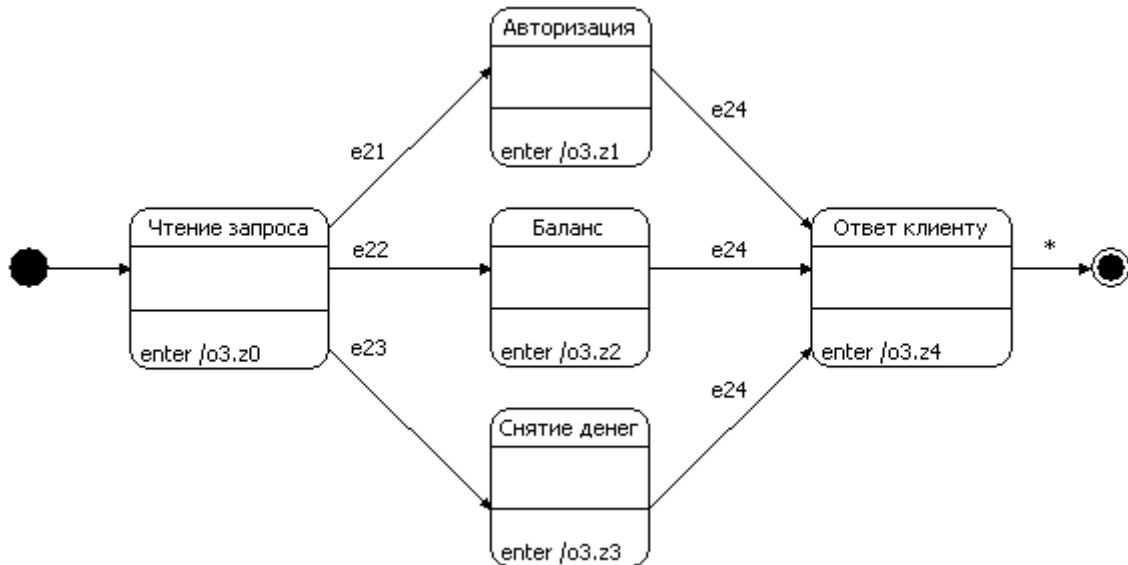 Авторизация
enter /o3.z1
e21
e24
Чтение запроса
enter /o3.z0
e22
Баланс
enter /o3.z2
e24
Ответ клиенту
enter /o3.z4
*
e23
Снятие денег
enter /o3.z3
e24